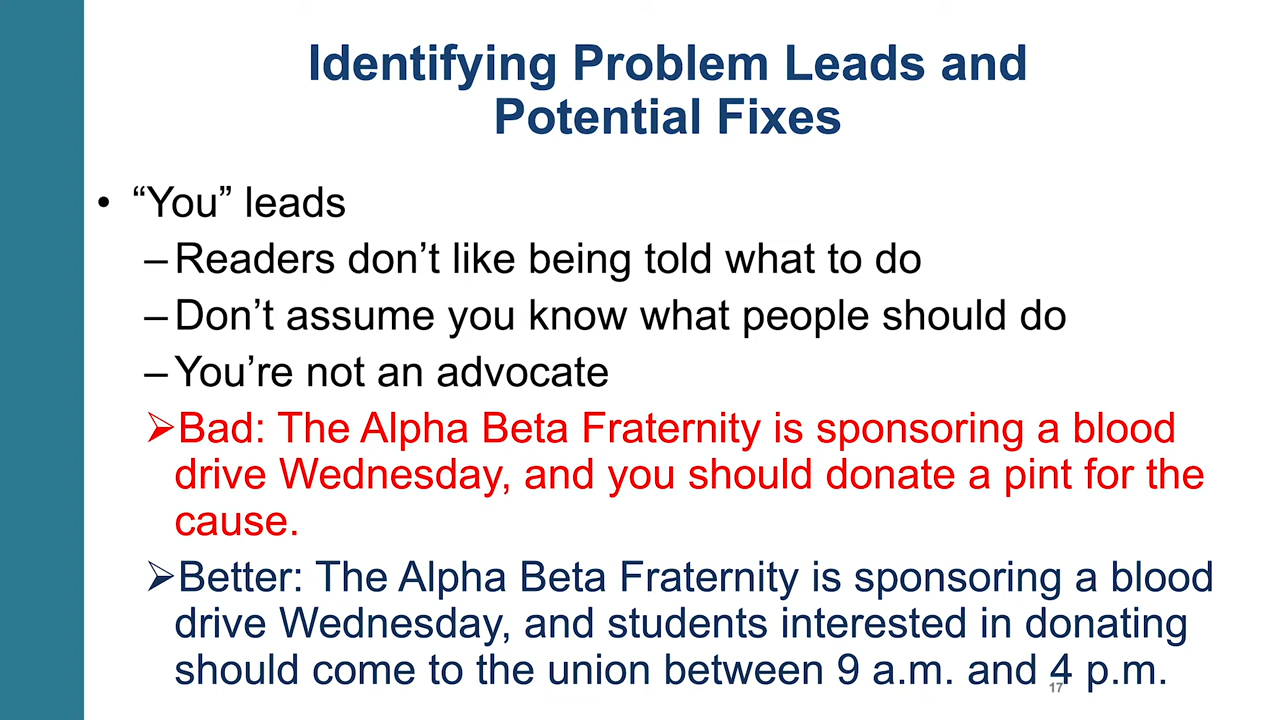 Identifying Problem Leads and
Potential Fixes
• “You” leads
–Readers don’t like being told what to do
–Don’t assume you know what people should do
–You’re not an advocate
➢Bad: The Alpha Beta Fraternity is sponsoring a blood
drive Wednesday, and you should donate a pint for the
cause.
➢Better: The Alpha Beta Fraternity is sponsoring a blood
drive Wednesday, and students interested in donating
should come to the union between 9 a.m. and 4 p.m.
17